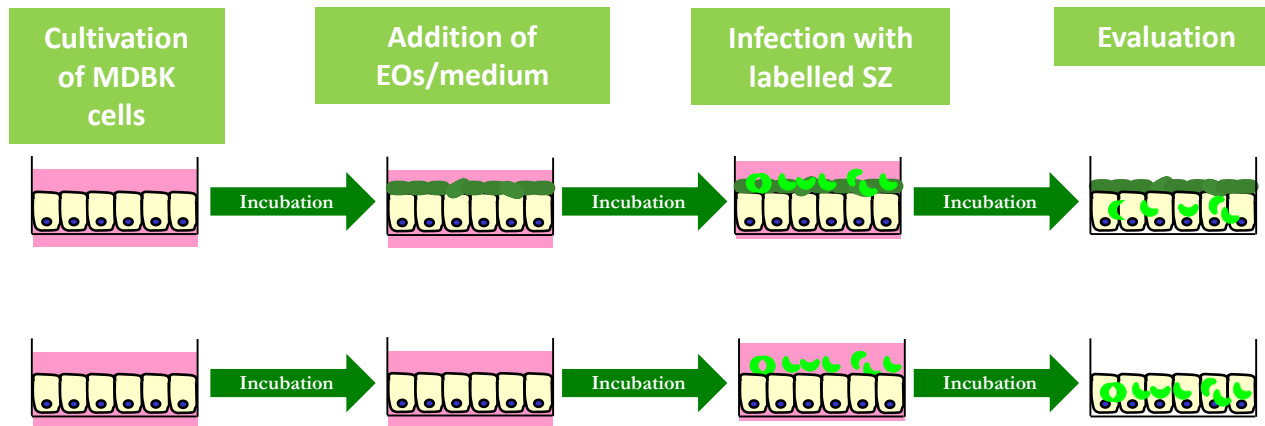 Cultivation
of MDBK
cells
Addition of
EOs/medium
Infection with
labelled SZ
Evaluation
Incubation
Incubation
Incubation
Incubation
Incubation
Incubation